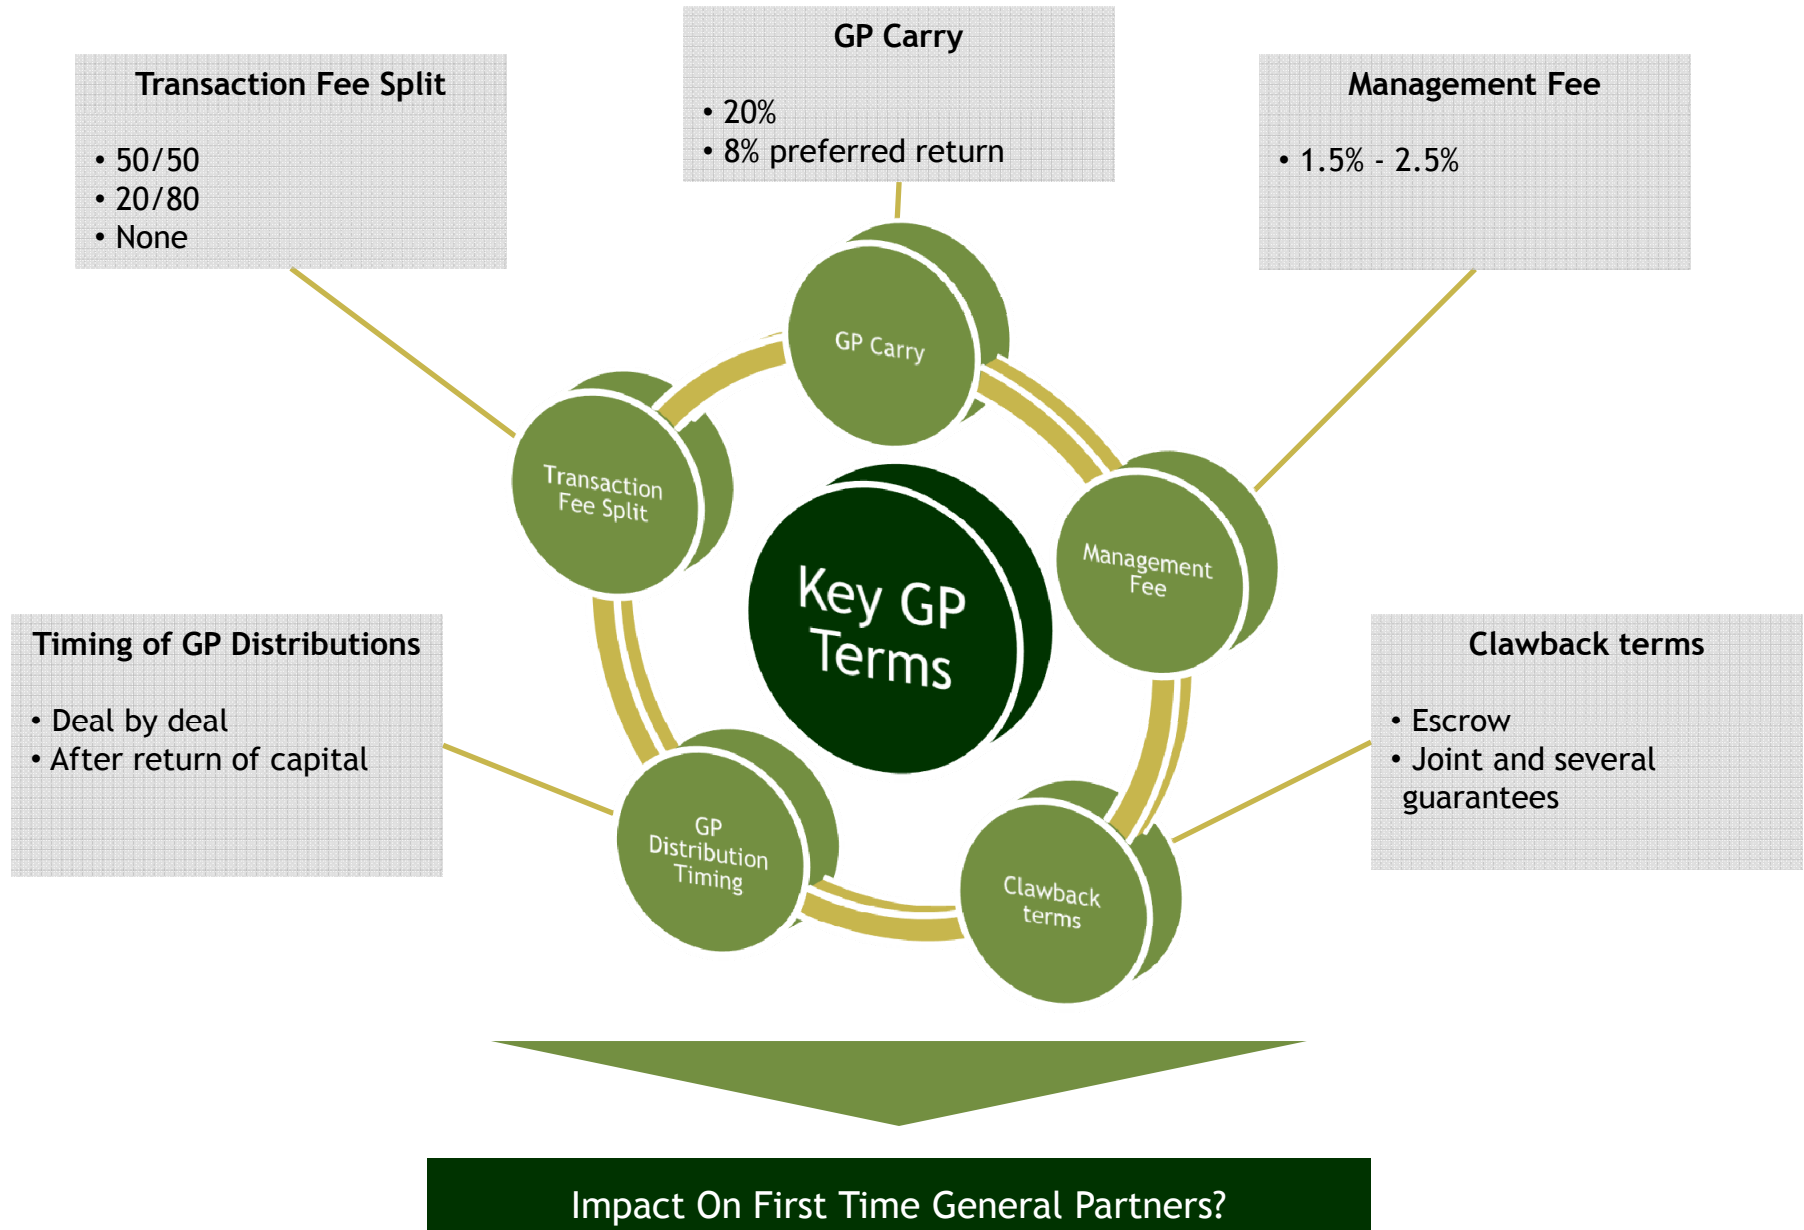 GP Carry
• 20%
• 8% preferred return
Transaction Fee Split
• 50/50
• 20/80
• None
Management Fee
• 1.5% - 2.5%
GP Carry
Transaction
Fee Split
Management
Fee
Key GP
Terms
Timing of GP Distributions
• Deal by deal
• After return of capital
Clawback terms
• Escrow
• Joint and several
guarantees
GP
Distribution
Timing
Clawback
terms
Impact On First Time General Partners?